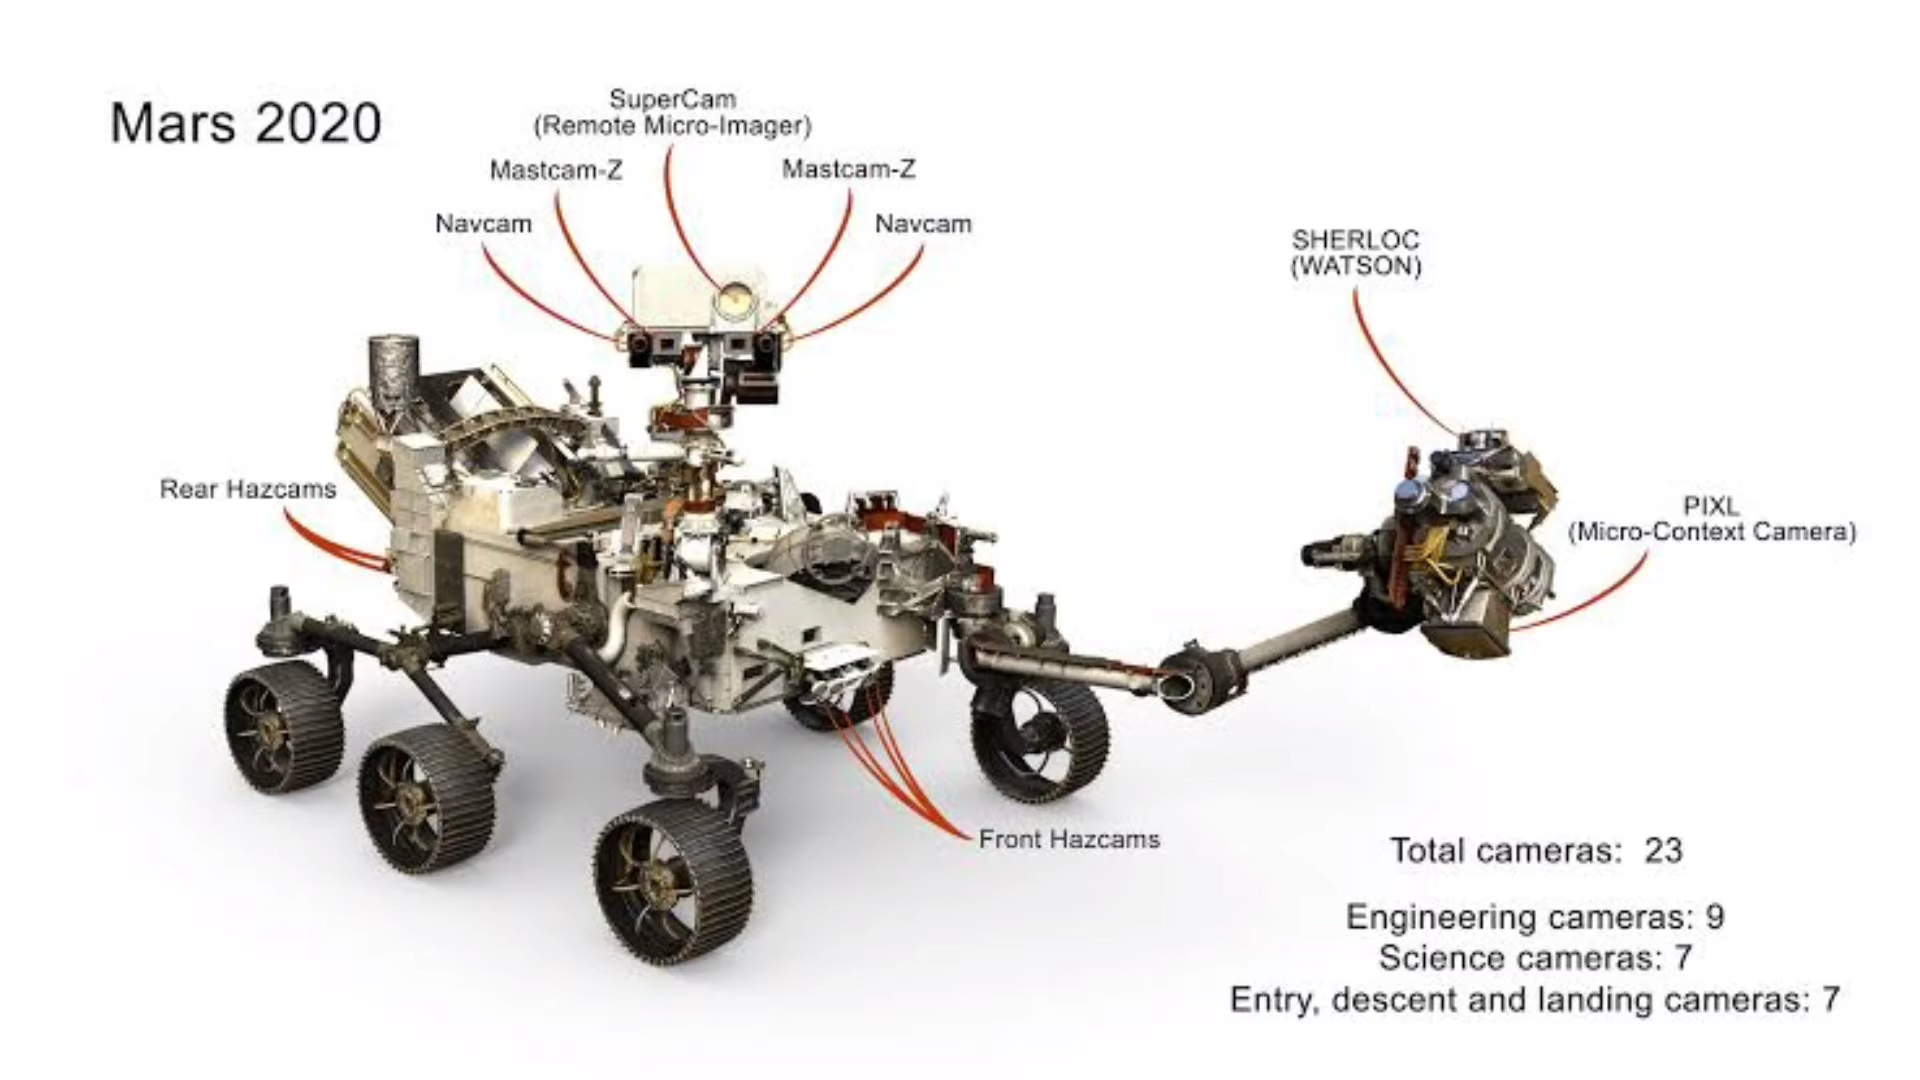 Mars 2020
SuperCam
(Remote Micro-Imager)
Mastcam-Z
Mastcam-Z
Navcam
Navcam
SHERLOC
(WATSON)
Rear Hazcams
PIXL
(Micro-Context Camera)
Front Hazcams
Total cameras: 23
Engineering cameras: 9
Science cameras: 7
Entry, descent and landing cameras: 7